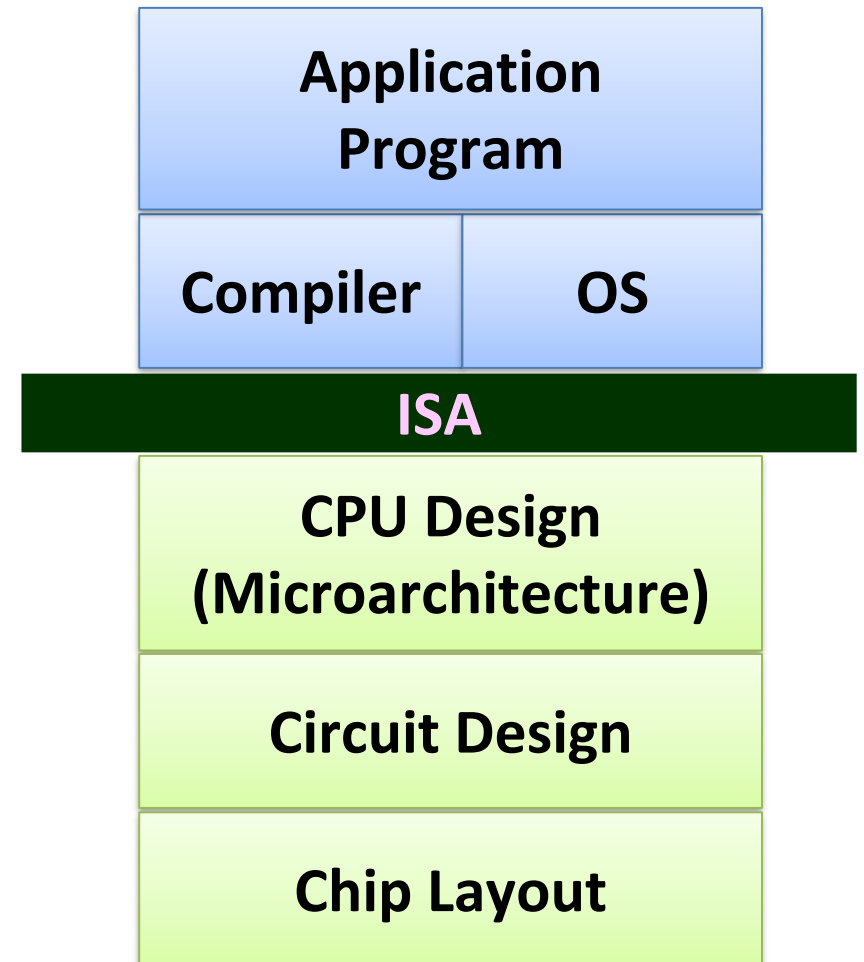 Application
Program
Compiler
OS
ISA
CPU Design
(Microarchitecture)
Circuit Design
Chip Layout